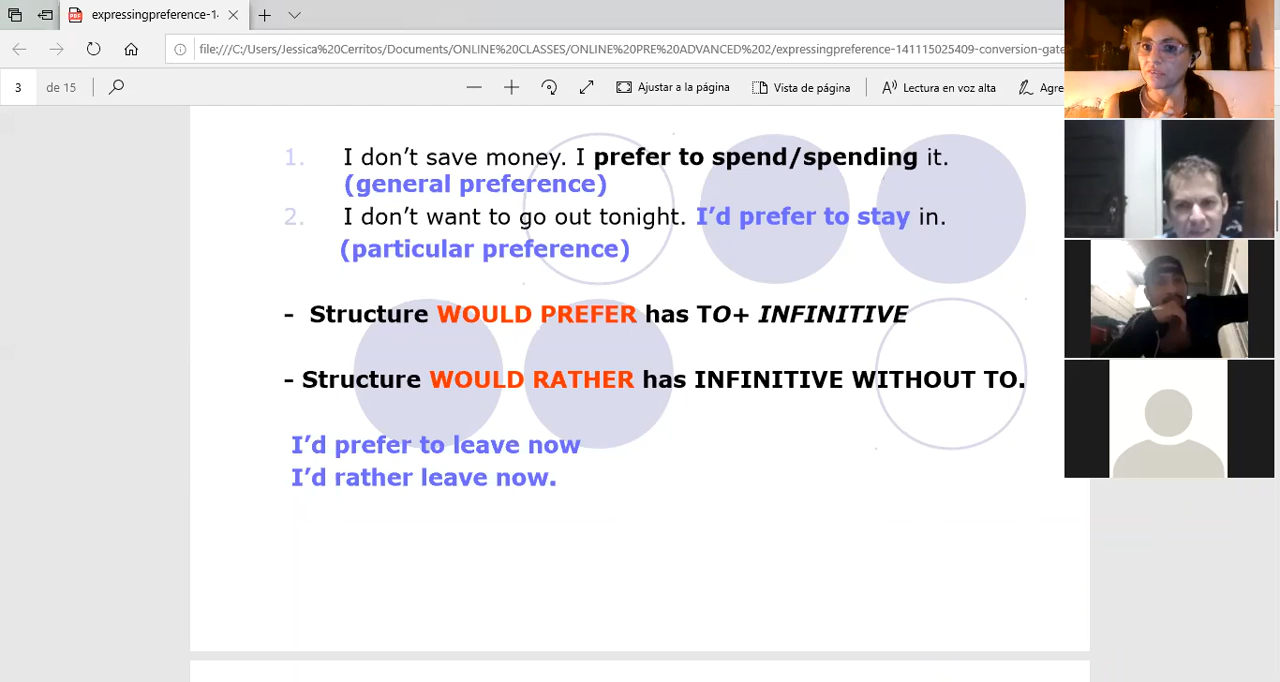 expressingpreference-1
file:///C:/Users/Jessica%20Cerritos/Documents/ONLINE%20CLASSES/ONLINE%20PRE%20ADVANCED%202/expressingpreference-141115025409-conversion-gate
3 de 15 Ajustar a la página Vista de página A Lectura en voz alta Agre
1. I don't save money. I prefer to spend/spending it.
(general preference)
2. I don't want to go out tonight. I'd prefer to stay in.
(particular preference)
- Structure WOULD PREFER has TO+ INFINITIVE
- Structure WOULD RATHER has INFINITIVE WITHOUT TO.
I'd prefer to leave now
I'd rather leave now.